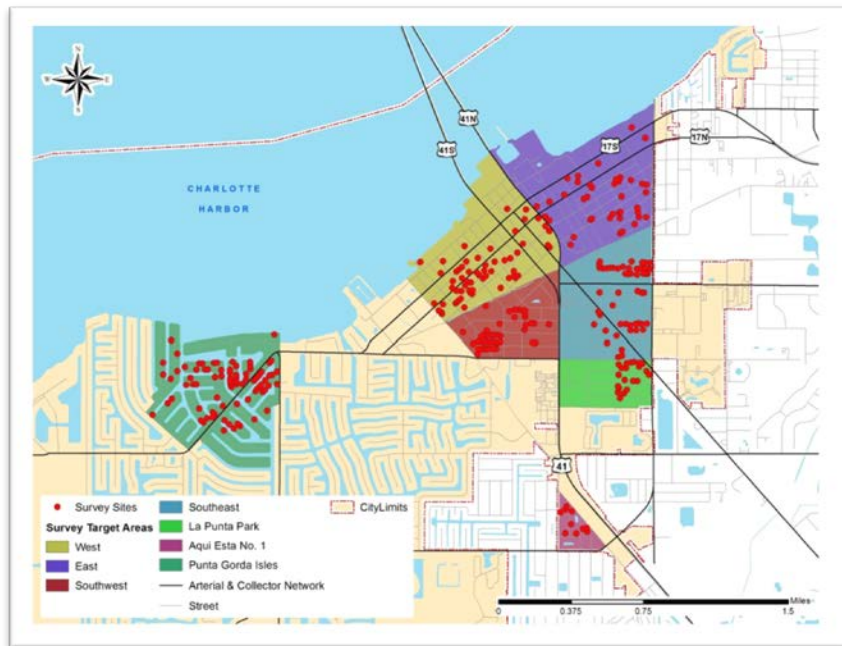 N
W
E
S
41N
41S
17S
17N
CHARLOTTE
HARBOR
41
Survey Sites
Survey Target Areas
West
East
Southwest
Southeast
La Punta Park
Aqui Esta No. 1
Punta Gorda Isles
Arterial & Collector Network
Street
CityLimits
Miles
0 0.375 0.75 1.5